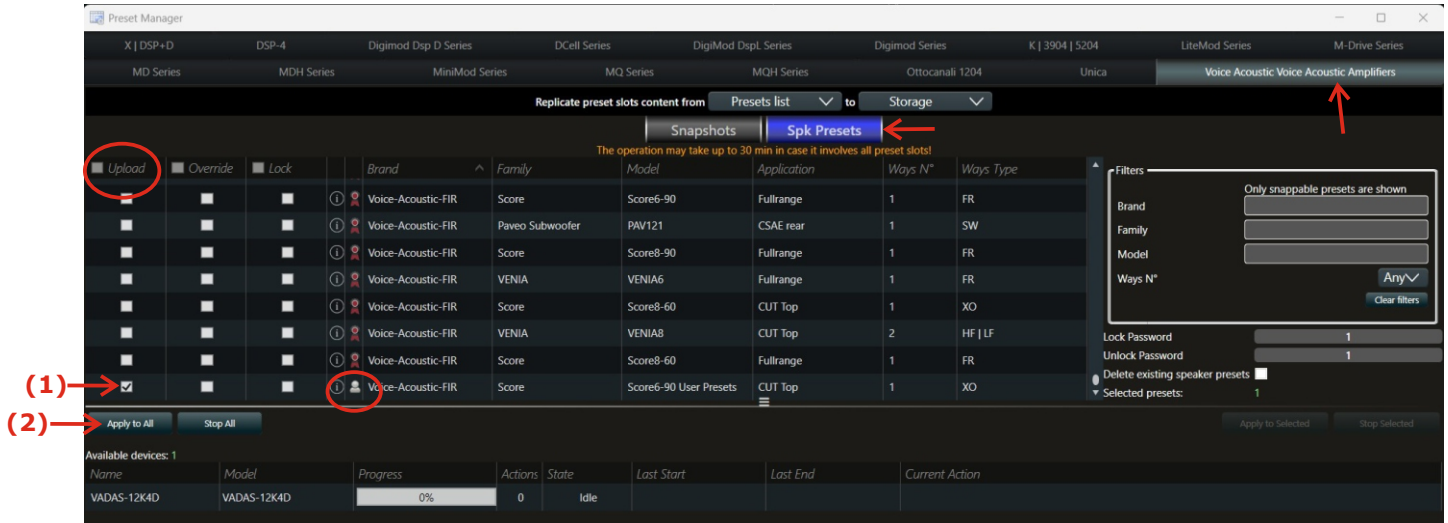 Preset Manager
X | DSP+D DSP-4 Digimod Dsp D Series DCell Series DigiMod DspL Series Digimod Series K | 3904 | 5204 LiteMod Series M-Drive Series
MD Series MDH Series MiniMod Series MQ Series MQH Series Ottocanali 1204 Unica Voice Acoustic Voice Acoustic Amplifiers
Replicate preset slots content from Presets list to Storage
Snapshots Spk Presets
The operation may take up to 30 min in case it involves all preset slots!
Upload Override Lock Brand Family Model Application Ways N° Ways Type
Voice-Acoustic-FIR Score Score6-90 Fullrange 1 FR
Voice-Acoustic-FIR Paveo Subwoofer PAV121 CSAE rear 1 SW
Voice-Acoustic-FIR Score Score8-90 Fullrange 1 FR
Voice-Acoustic-FIR VENIA VENIA6 Fullrange 1 FR
Voice-Acoustic-FIR Score Score8-60 CUT Top 1 XO
Voice-Acoustic-FIR VENIA VENIA8 CUT Top 2 HF | LF
Voice-Acoustic-FIR Score Score8-60 Fullrange 1 FR
(1) Voice-Acoustic-FIR Score Score6-90 User Presets CUT Top 1 XO
Filters
Only snappable presets are shown
Brand
Family
Model
Ways N° Any
Clear filters
Lock Password 1
Unlock Password 1
Delete existing speaker presets
Selected presets: 1
(2) Apply to All Stop All Apply to Selected Stop Selected
Available devices: 1
Name Model Progress Actions State Last Start Last End Current Action
VADAS-12K4D VADAS-12K4D 0% 0 Idle